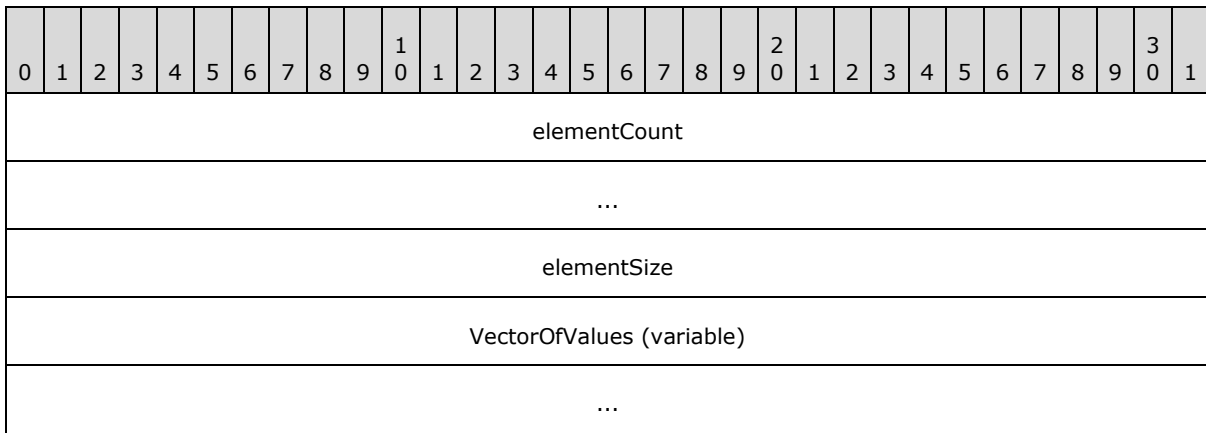 1 2 3
0 1 2 3 4 5 6 7 8 9 0 1 2 3 4 5 6 7 8 9 0 1 2 3 4 5 6 7 8 9 0 1
elementCount
...
elementSize
VectorOfValues (variable)
...